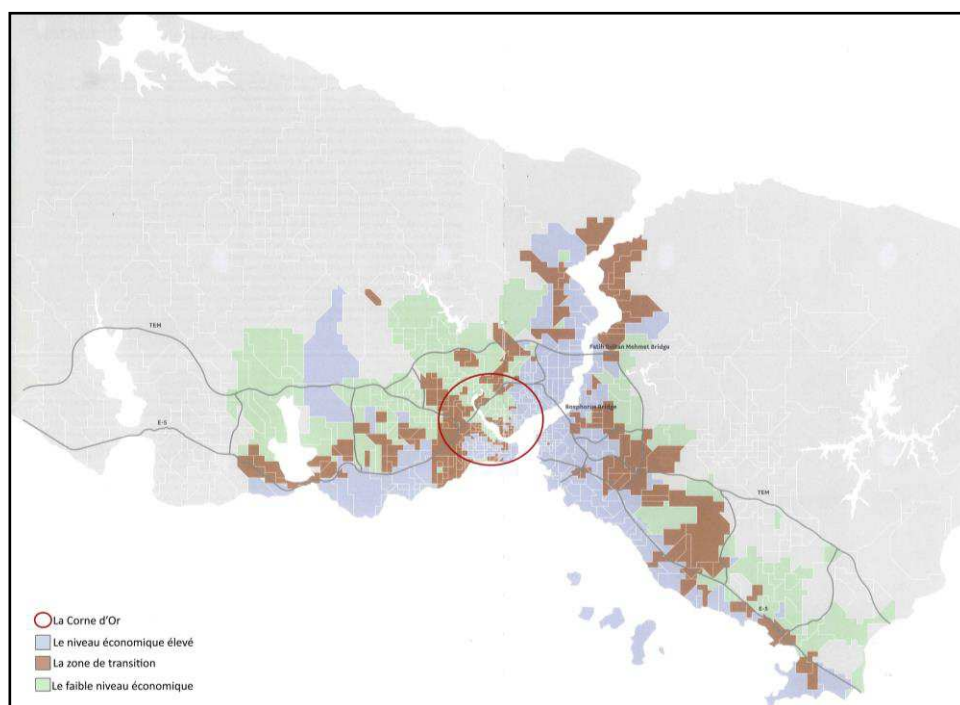 TEM
Fatih Sultan Mehmet Bridge
Bosphorus Bridge
E-5
TEM
E-5
La Corne d'Or
Le niveau économique élevé
La zone de transition
Le faible niveau économique